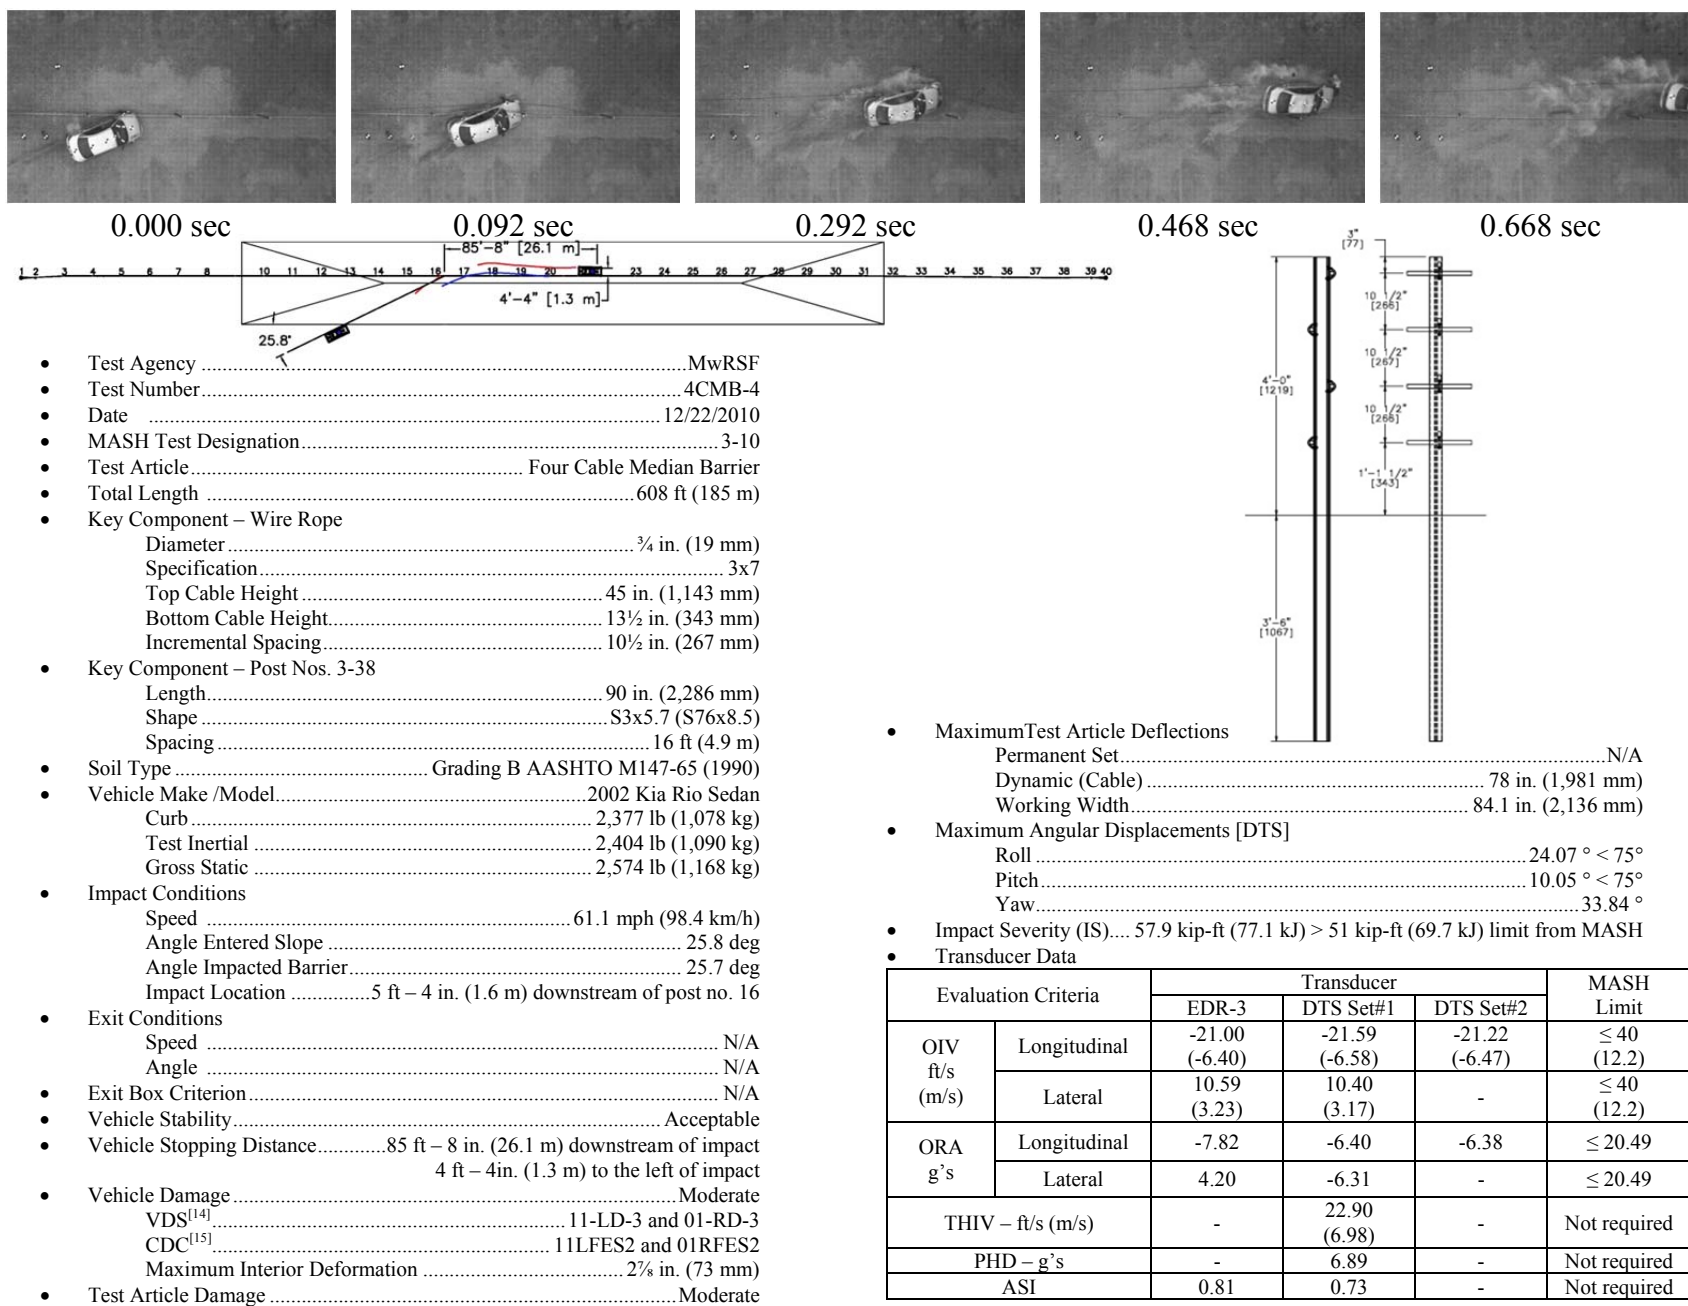 0.000 sec
0.092 sec
0.292 sec
0.468 sec
0.668 sec
85'-8" [26.1 m]
1 2 3 4 5 6 7 8 10 11 12 13 14 15 16 17 18 19 20 23 24 25 26 27 28 29 30 31 32 33 34 35 36 37 38 39 40
4'-4" [1.3 m]
25.8°
• Test Agency ... MwRSF
• Test Number ... 4CMB-4
• Date ... 12/22/2010
• MASH Test Designation ... 3-10
• Test Article ... Four Cable Median Barrier
• Total Length ... 608 ft (185 m)
• Key Component – Wire Rope
Diameter ... ¾ in. (19 mm)
Specification ... 3x7
Top Cable Height ... 45 in. (1,143 mm)
Bottom Cable Height ... 13½ in. (343 mm)
Incremental Spacing ... 10½ in. (267 mm)
• Key Component – Post Nos. 3-38
Length ... 90 in. (2,286 mm)
Shape ... S3x5.7 (S76x8.5)
Spacing ... 16 ft (4.9 m)
• Soil Type ... Grading B AASHTO M147-65 (1990)
• Vehicle Make /Model ... 2002 Kia Rio Sedan
Curb ... 2,377 lb (1,078 kg)
Test Inertial ... 2,404 lb (1,090 kg)
Gross Static ... 2,574 lb (1,168 kg)
• Impact Conditions
Speed ... 61.1 mph (98.4 km/h)
Angle Entered Slope ... 25.8 deg
Angle Impacted Barrier ... 25.7 deg
Impact Location ... 5 ft – 4 in. (1.6 m) downstream of post no. 16
• Exit Conditions
Speed ... N/A
Angle ... N/A
• Exit Box Criterion ... N/A
• Vehicle Stability ... Acceptable
• Vehicle Stopping Distance ... 85 ft – 8 in. (26.1 m) downstream of impact
4 ft – 4in. (1.3 m) to the left of impact
• Vehicle Damage ... Moderate
VDS[14] ... 11-LD-3 and 01-RD-3
CDC[15] ... 11LFES2 and 01RFES2
Maximum Interior Deformation ... 2⅞ in. (73 mm)
• Test Article Damage ... Moderate
3"
[77]
10 1/2"
[266]
10 1/2"
[267]
10 1/2"
[266]
1'-1 1/2"
[343]
4'-0"
[1219]
3'-6"
[1067]
• MaximumTest Article Deflections
Permanent Set ... N/A
Dynamic (Cable) ... 78 in. (1,981 mm)
Working Width ... 84.1 in. (2,136 mm)
• Maximum Angular Displacements [DTS]
Roll ... 24.07 ° < 75°
Pitch ... 10.05 ° < 75°
Yaw ... 33.84 °
• Impact Severity (IS).... 57.9 kip-ft (77.1 kJ) > 51 kip-ft (69.7 kJ) limit from MASH
• Transducer Data
Evaluation Criteria Transducer MASH Limit
EDR-3 DTS Set#1 DTS Set#2
OIV ft/s (m/s) Longitudinal -21.00 (-6.40) -21.59 (-6.58) -21.22 (-6.47) ≤ 40 (12.2)
Lateral 10.59 (3.23) 10.40 (3.17) - ≤ 40 (12.2)
ORA g's Longitudinal -7.82 -6.40 -6.38 ≤ 20.49
Lateral 4.20 -6.31 - ≤ 20.49
THIV – ft/s (m/s) - 22.90 (6.98) - Not required
PHD – g's - 6.89 - Not required
ASI 0.81 0.73 - Not required